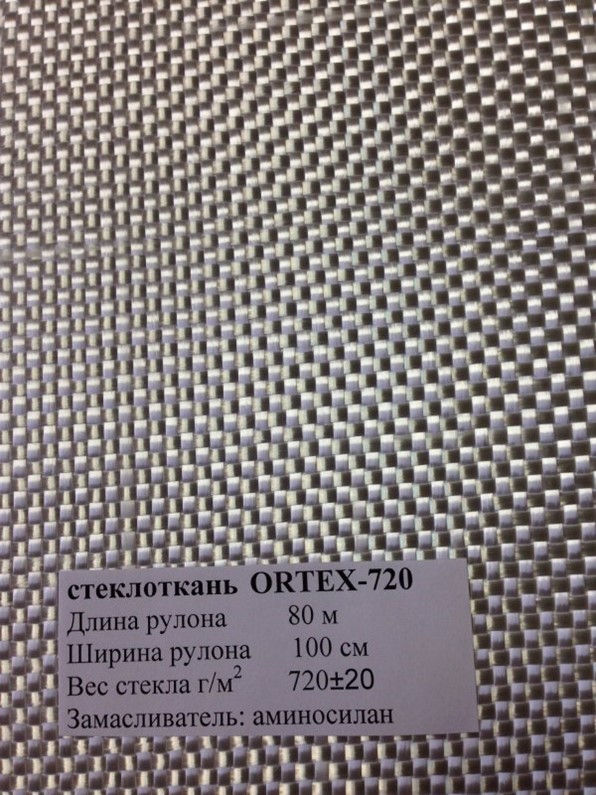 стеклоткань ORTEX-720
Длина рулона 80 м
Ширина рулона 100 см
Вес стекла г/м² 720±20
Замасливатель: аминосилан